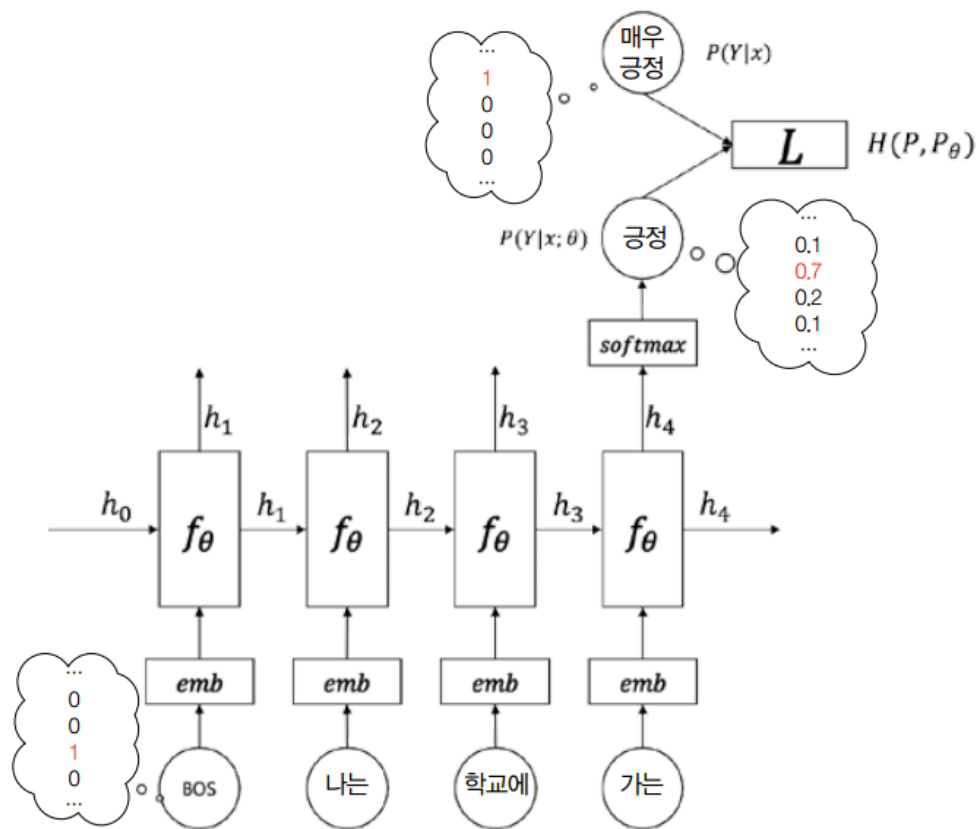 ...
1
0
0
0
...
매우
긍정
P(Y|x)
L
H(P, P_θ)
P(Y|x; θ)
긍정
...
0.1
0.7
0.2
0.1
...
softmax
h_1
h_2
h_3
h_4
h_0
f_θ
h_1
f_θ
h_2
f_θ
h_3
f_θ
h_4
...
0
0
1
0
...
emb
emb
emb
emb
BOS
나는
학교에
가는